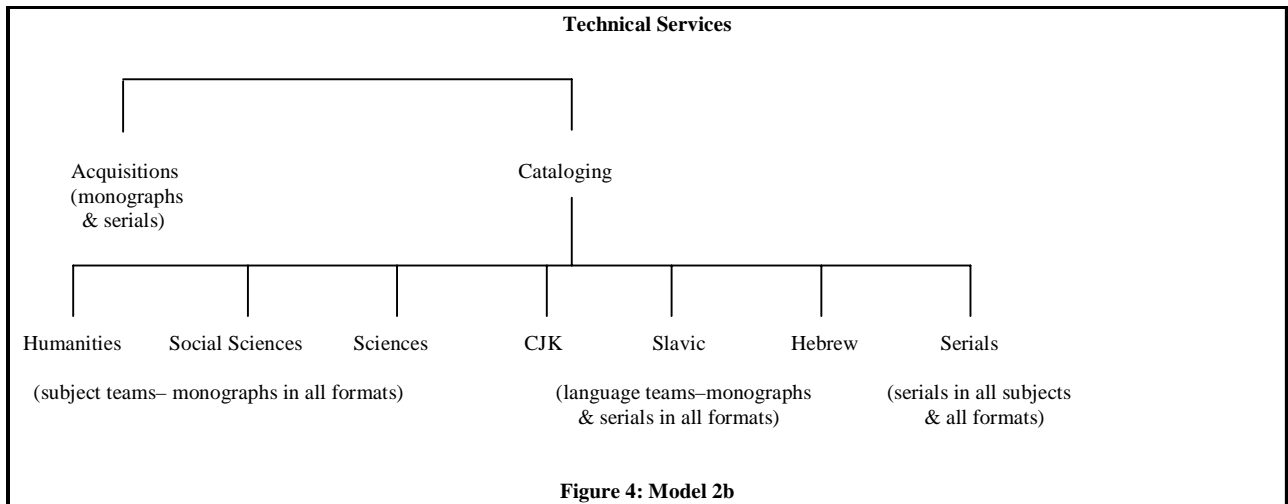 Technical Services
Acquisitions
(monographs
& serials)
Cataloging
Humanities Social Sciences Sciences CJK Slavic Hebrew Serials
(subject teams– monographs in all formats)
(language teams–monographs
& serials in all formats)
(serials in all subjects
& all formats)
Figure 4: Model 2b